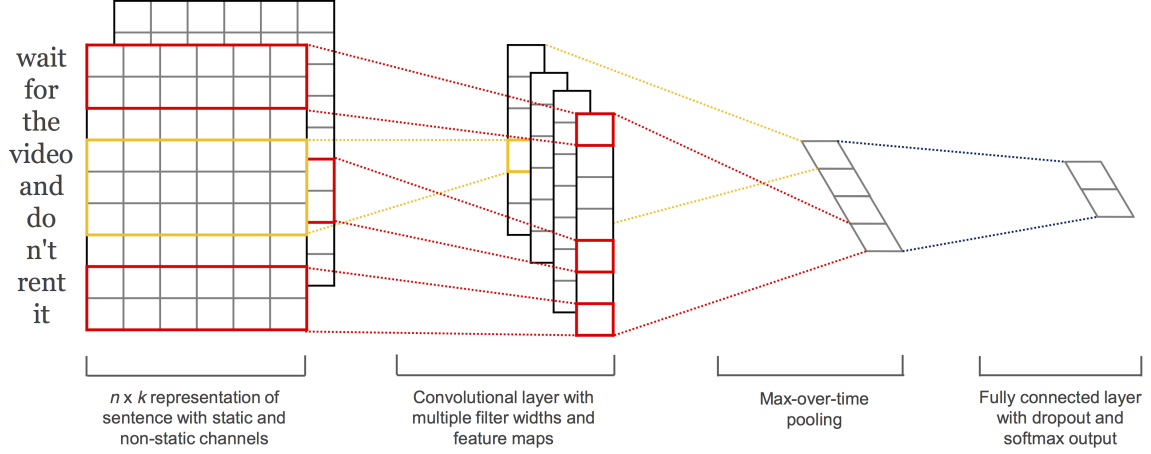 wait
for
the
video
and
do
n't
rent
it
n x k representation of
sentence with static and
non-static channels
Convolutional layer with
multiple filter widths and
feature maps
Max-over-time
pooling
Fully connected layer
with dropout and
softmax output